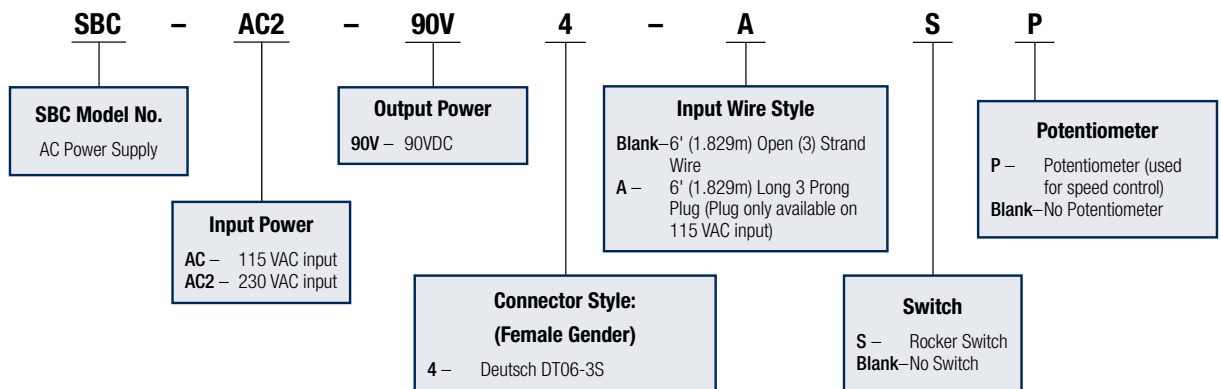 SBC – AC2 – 90V 4 – A S P
SBC Model No.
AC Power Supply
Input Power
AC – 115 VAC input
AC2 – 230 VAC input
Output Power
90V – 90VDC
Connector Style:
(Female Gender)
4 – Deutsch DT06-3S
Input Wire Style
Blank–6' (1.829m) Open (3) Strand
Wire
A – 6' (1.829m) Long 3 Prong
Plug (Plug only available on
115 VAC input)
Switch
S – Rocker Switch
Blank–No Switch
Potentiometer
P – Potentiometer (used
for speed control)
Blank–No Potentiometer